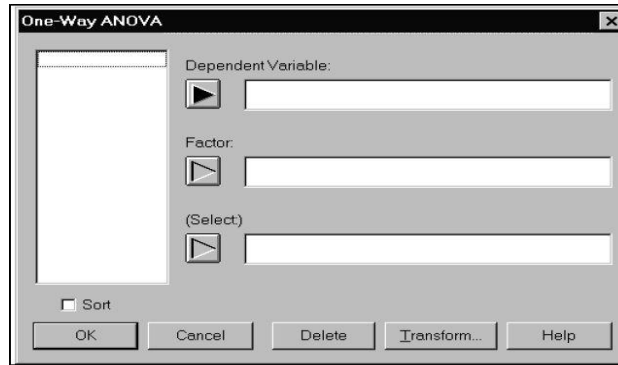 One-Way ANOVA
Dependent Variable:
Factor:
(Select:)
Sort
OK Cancel Delete Transform... Help